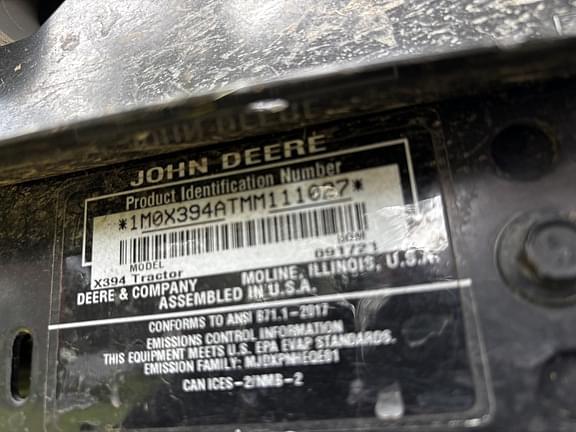 JOHN DEERE
Product Identification Number
*1M0X394ATMM111027*
MODEL DOM
X394 Tractor 091721
DEERE & COMPANY MOLINE, ILLINOIS, U.S.A.
ASSEMBLED IN U.S.A.
CONFORMS TO ANSI B71.1-2017
EMISSIONS CONTROL INFORMATION
THIS EQUIPMENT MEETS U.S. EPA EVAP STANDARDS.
EMISSION FAMILY:
CAN ICES-2/NMB-2